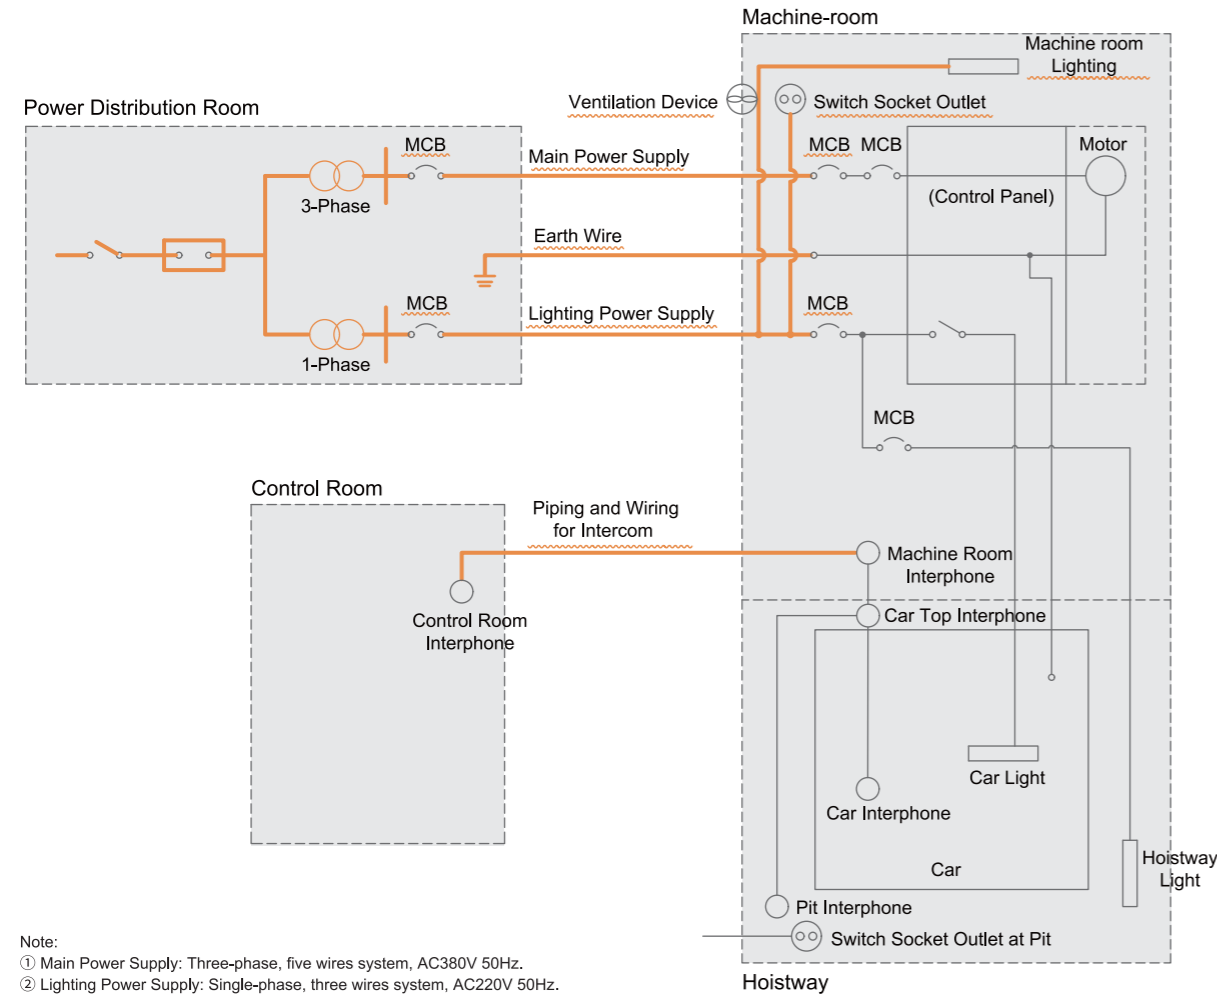 Machine-room
Machine room
Lighting
Power Distribution Room
Ventilation Device
Switch Socket Outlet
MCB
Main Power Supply
MCB
MCB
Motor
3-Phase
(Control Panel)
Earth Wire
MCB
Lighting Power Supply
MCB
1-Phase
MCB
Control Room
Piping and Wiring
for Intercom
Machine Room
Interphone
Control Room
Interphone
Car Top Interphone
Car Light
Car Interphone
Car
Hoistway
Light
Pit Interphone
Switch Socket Outlet at Pit
Hoistway
Note:
① Main Power Supply: Three-phase, five wires system, AC380V 50Hz.
② Lighting Power Supply: Single-phase, three wires system, AC220V 50Hz.